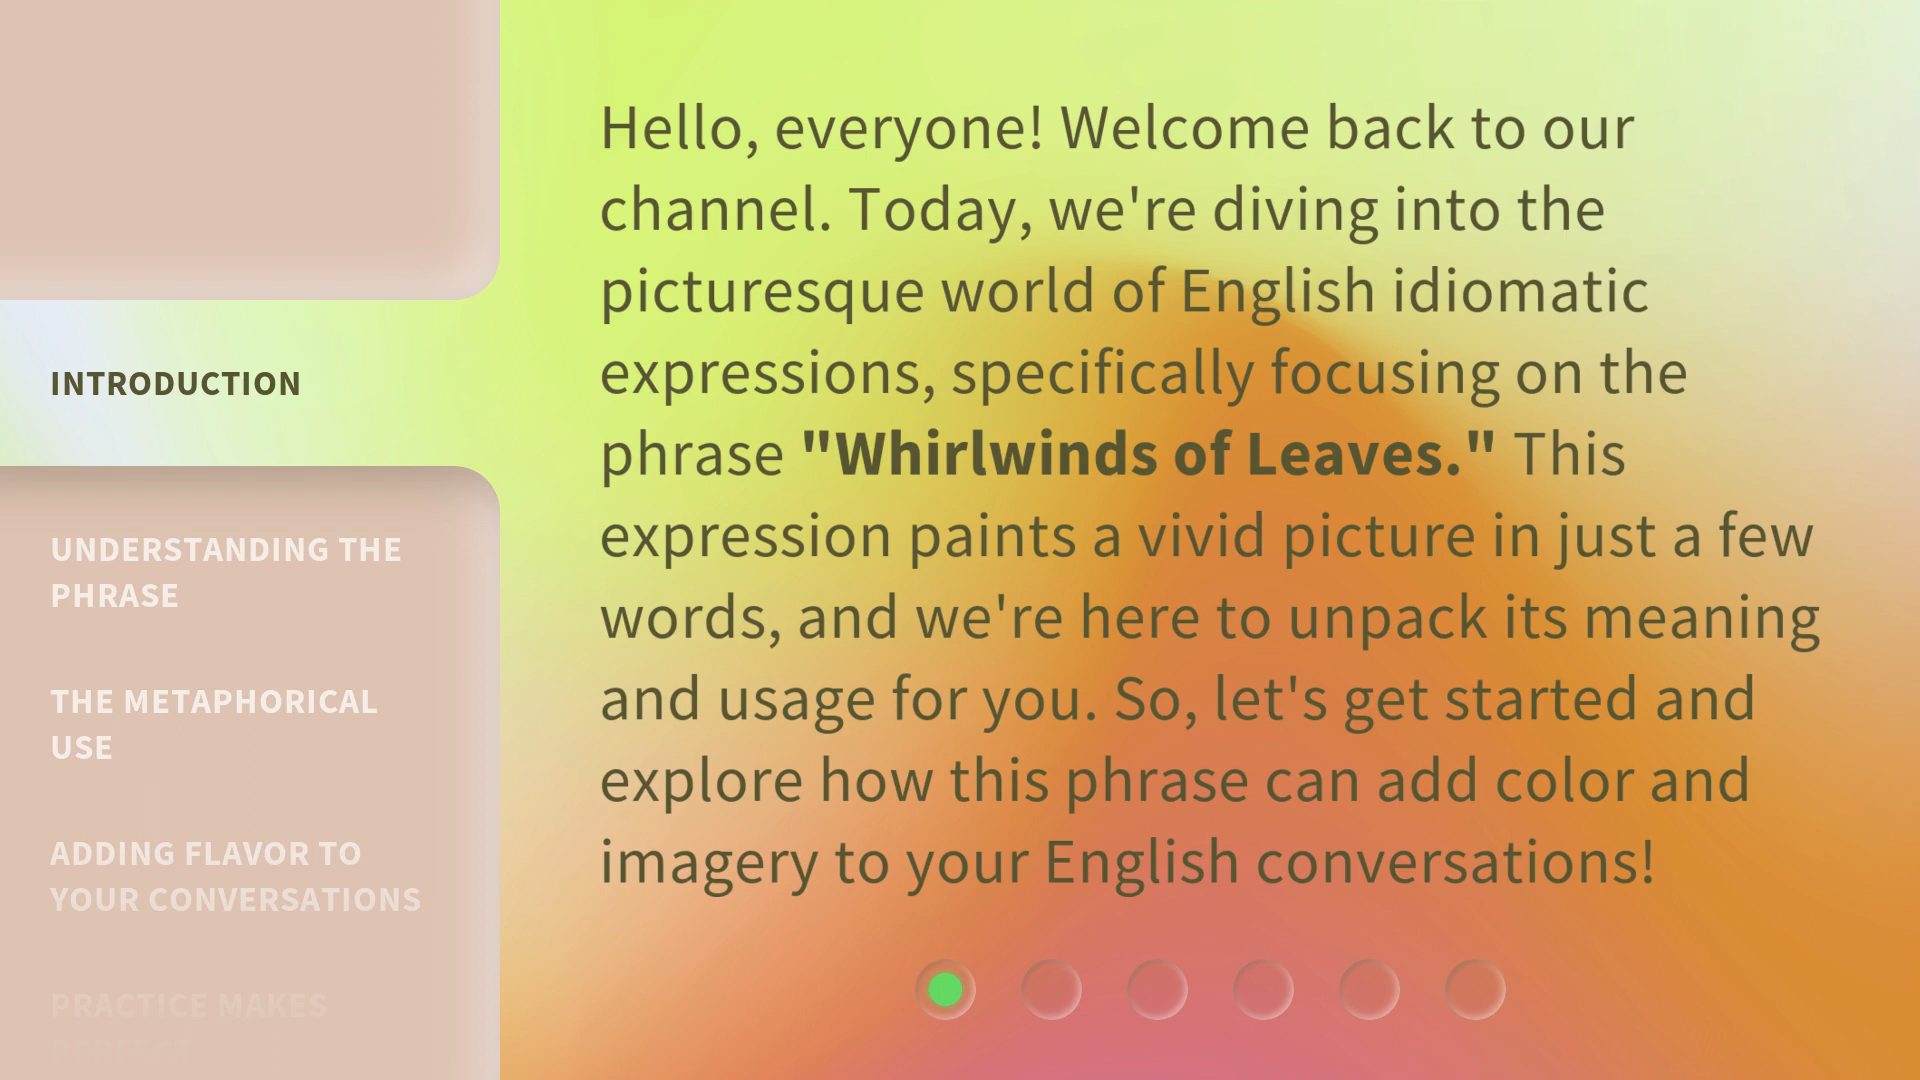 INTRODUCTION
UNDERSTANDING THE
PHRASE
THE METAPHORICAL
USE
ADDING FLAVOR TO
YOUR CONVERSATIONS
PRACTICE MAKES
PERFECT
Hello, everyone! Welcome back to our
channel. Today, we're diving into the
picturesque world of English idiomatic
expressions, specifically focusing on the
phrase "Whirlwinds of Leaves." This
expression paints a vivid picture in just a few
words, and we're here to unpack its meaning
and usage for you. So, let's get started and
explore how this phrase can add color and
imagery to your English conversations!